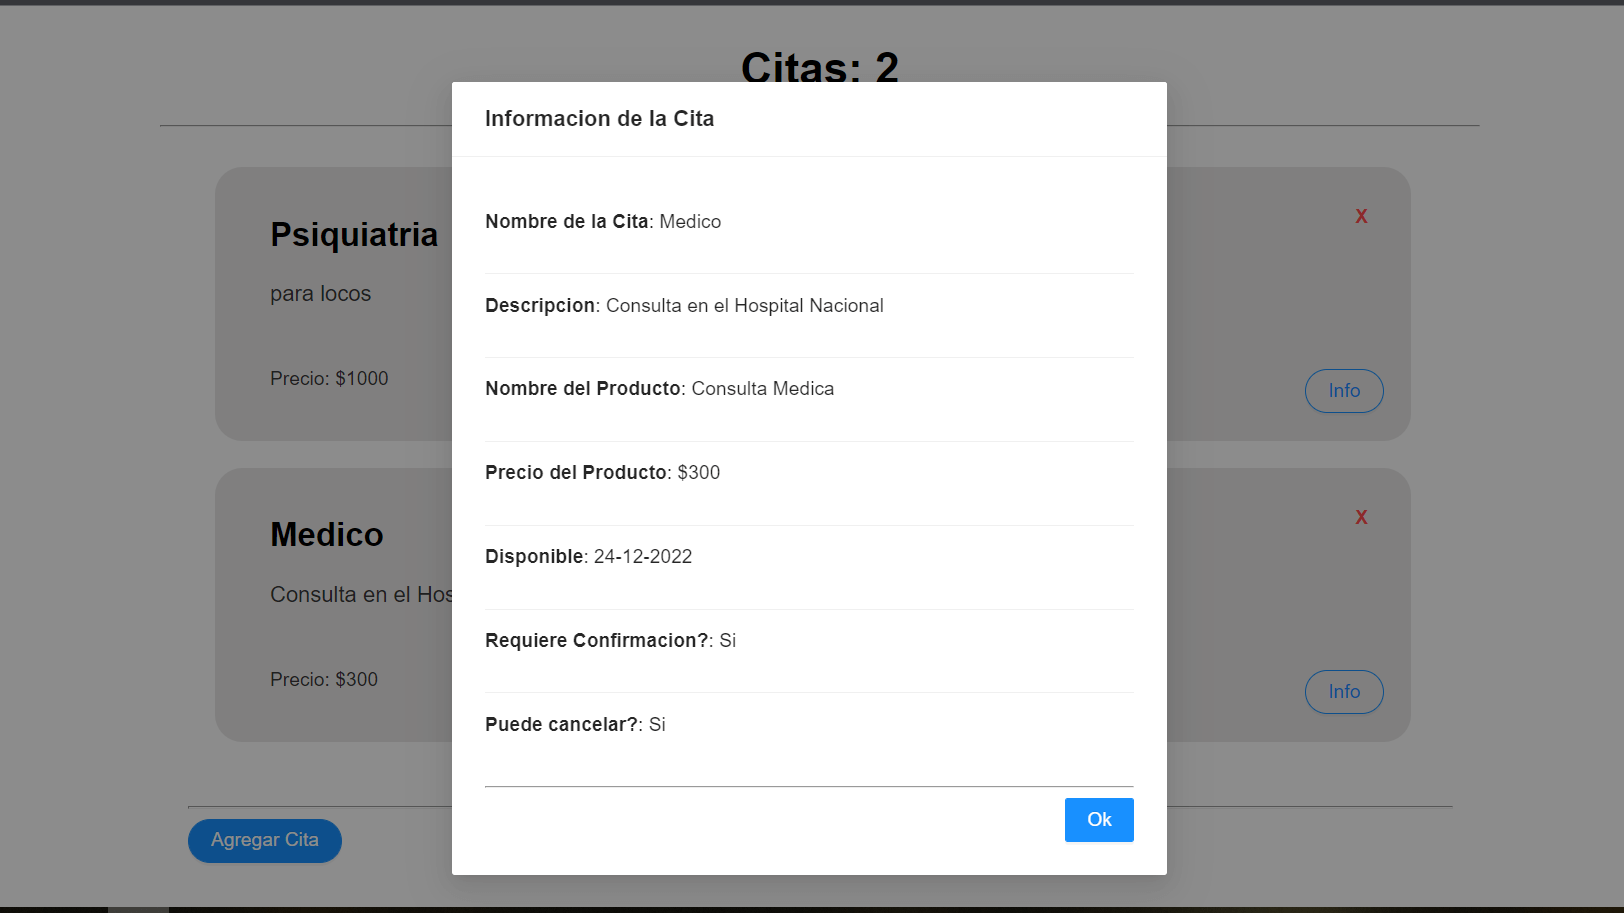 Citas: 2
Informacion de la Cita
Nombre de la Cita: Medico
Descripcion: Consulta en el Hospital Nacional
Nombre del Producto: Consulta Medica
Precio del Producto: $300
Disponible: 24-12-2022
Requiere Confirmacion?: Si
Puede cancelar?: Si
Ok
Psiquiatria
X
para locos
Precio: $1000
Info
Medico
X
Consulta en el Hos
Precio: $300
Info
Agregar Cita